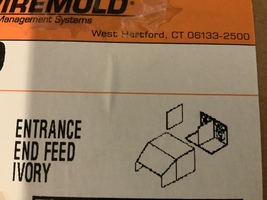 IREMOLD®
Management Systems
West Hartford, CT 06133-2500
ENTRANCE
END FEED
IVORY